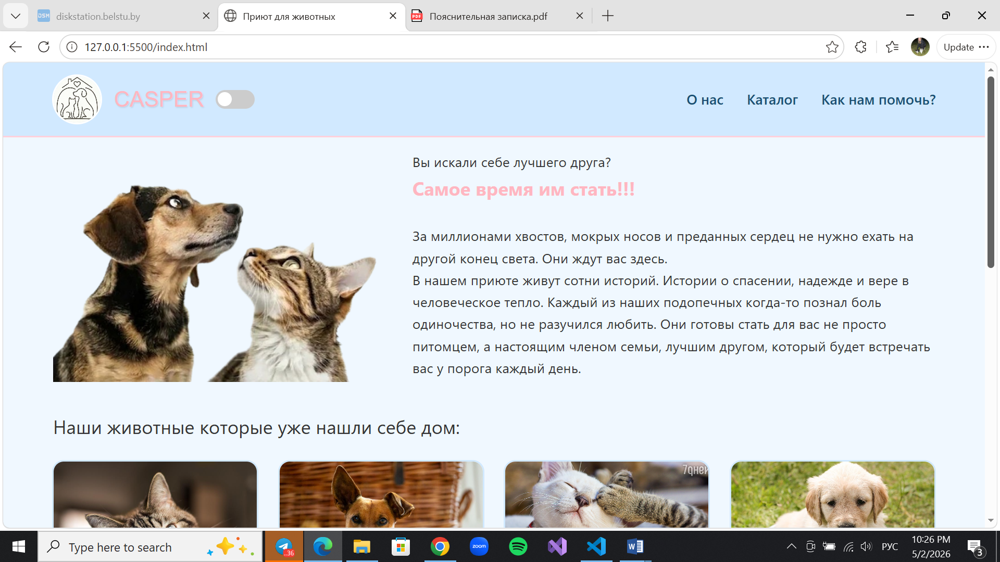 diskstation.belstu.by
Приют для животных
Пояснительная записка.pdf
127.0.0.1:5500/index.html
Update
CASPER
О нас
Каталог
Как нам помочь?
Вы искали себе лучшего друга?
Самое время им стать!!!
За миллионами хвостов, мокрых носов и преданных сердец не нужно ехать на
другой конец света. Они ждут вас здесь.
В нашем приюте живут сотни историй. Истории о спасении, надежде и вере в
человеческое тепло. Каждый из наших подопечных когда-то познал боль
одиночества, но не разучился любить. Они готовы стать для вас не просто
питомцем, а настоящим членом семьи, лучшим другом, который будет встречать
вас у порога каждый день.
Наши животные которые уже нашли себе дом:
7дней
Type here to search
..36
zoom
РУС
10:26 PM
5/2/2026
3